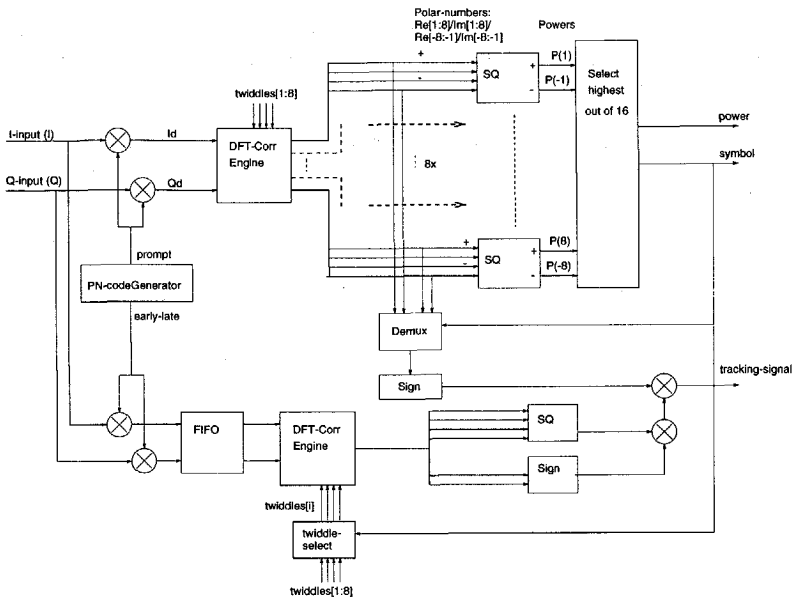 Polar-numbers:
Re[1:8]/Im[1:8]/
Re[-8:-1]/Im[-8:-1]
Powers
+
-
SQ
+
-
P(1)
P(-1)
Select
highest
out of 16
power
symbol
twiddles[1:8]
I-input (I)
Id
DFT-Corr
Engine
8x
Q-input (Q)
Qd
prompt
PN-codeGenerator
early-late
+
-
SQ
+
-
P(8)
P(-8)
Demux
Sign
tracking-signal
FIFO
DFT-Corr
Engine
SQ
Sign
twiddles[i]
twiddle-
select
twiddles[1:8]